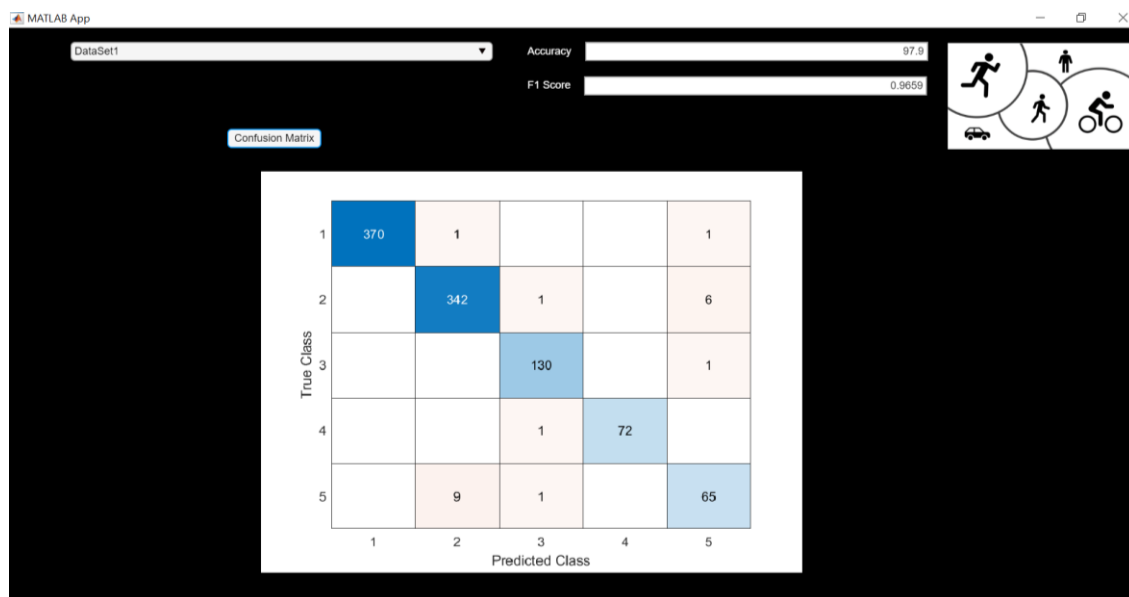 MATLAB App
DataSet1
Accuracy 97.9
F1 Score 0.9659
Confusion Matrix
True Class
1 370 1 1
2 342 1 6
3 130 1
4 1 72
5 9 1 65
1 2 3 4 5
Predicted Class